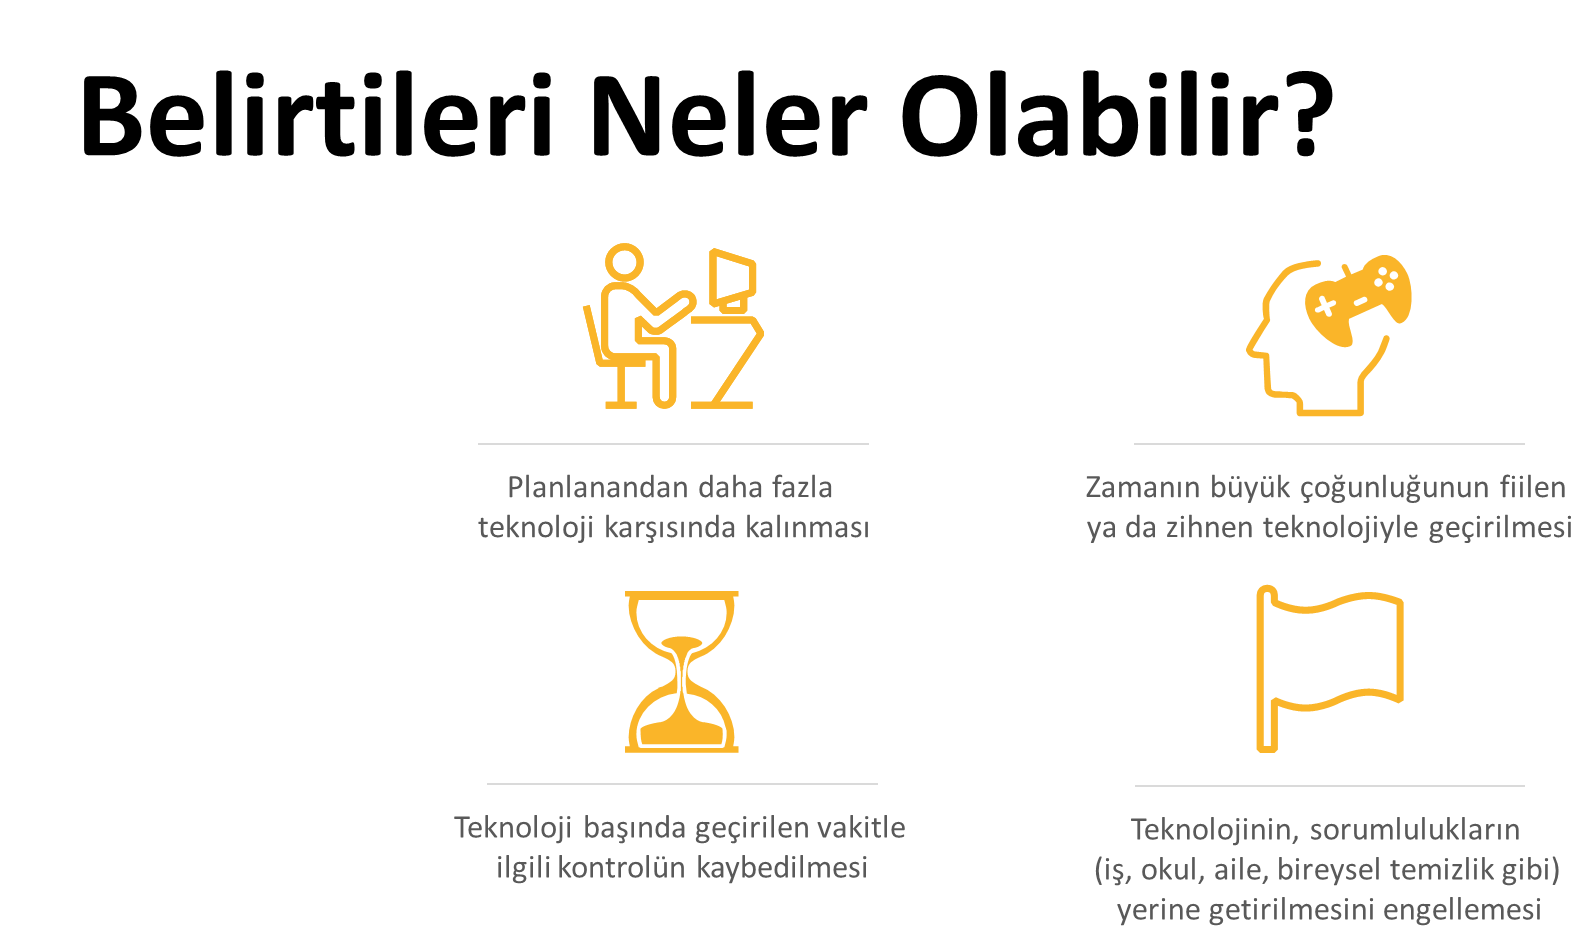 Belirtileri Neler Olabilir?
Planlanandan daha fazla
teknoloji karşısında kalınması
Zamanın büyük çoğunluğunun fiilen
ya da zihnen teknolojiyle geçirilmesi
Teknoloji başında geçirilen vakitle
ilgili kontrolün kaybedilmesi
Teknolojinin, sorumlulukların
(iş, okul, aile, bireysel temizlik gibi)
yerine getirilmesini engellemesi